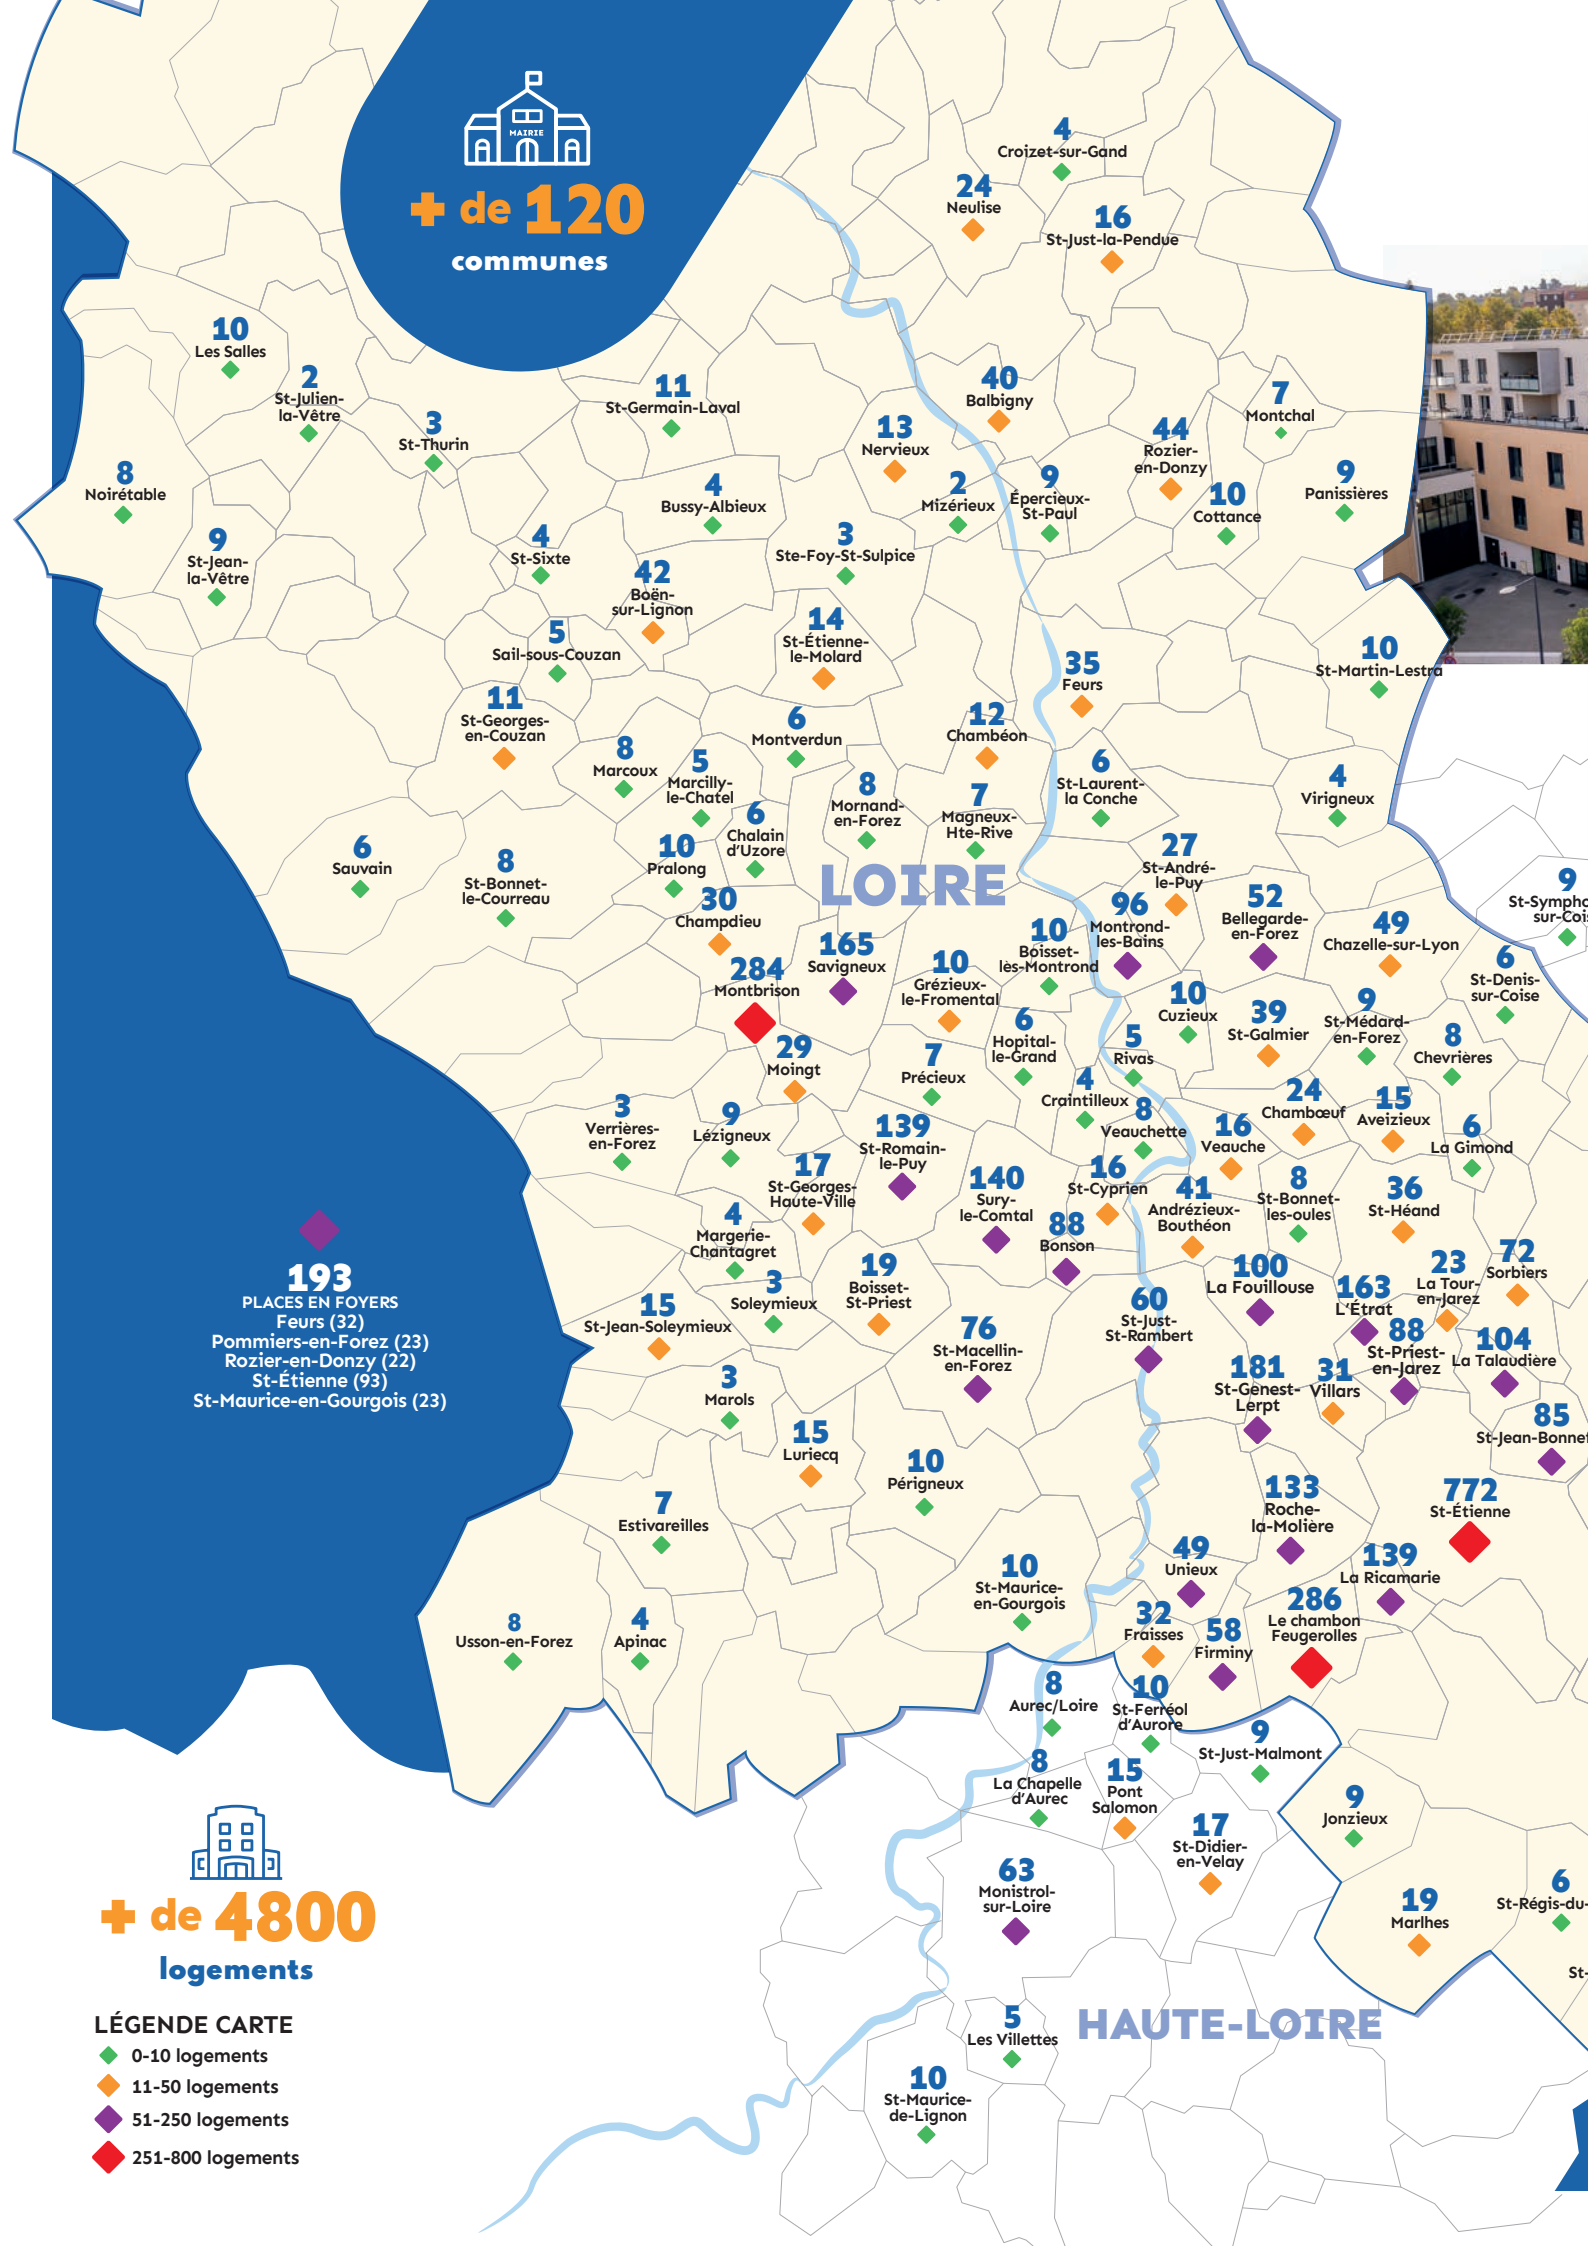 MAIRIE
+ de 120
communes
4
Croizet-sur-Gand
24
Neulise
16
St-Just-la-Pendue
10
Les Salles
2
St-Julien-
la-Vêtre
3
St-Thurin
11
St-Germain-Laval
40
Balbigny
7
Montchal
13
Nervieux
44
Rozier-
en-Donzy
8
Noirétable
4
Bussy-Albieux
2
Mizérieux
9
Épercieux-
St-Paul
10
Cottance
9
Panissières
9
St-Jean-
la-Vêtre
4
St-Sixte
42
Boën-
sur-Lignon
3
Ste-Foy-St-Sulpice
5
Sail-sous-Couzan
14
St-Étienne-
le-Molard
35
Feurs
10
St-Martin-Lestra
11
St-Georges-
en-Couzan
8
Marcoux
5
Marcilly-
le-Chatel
6
Montverdun
12
Chambéon
6
St-Laurent-
la Conche
4
Virigneux
8
Mornand-
en-Forez
7
Magneux-
Hte-Rive
6
Chalain
d'Uzore
6
Sauvain
8
St-Bonnet-
le-Courreau
10
Pralong
LOIRE
27
St-André-
le-Puy
30
Champdieu
96
Montrond-
les-Bains
52
Bellegarde-
en-Forez
49
Chazelle-sur-Lyon
9
St-Sympho
sur-Coi
165
Savigneux
10
Boisset-
lès-Montrond
284
Montbrison
10
Grézieux-
le-Fromental
6
St-Denis-
sur-Coise
10
Cuzieux
39
St-Galmier
9
St-Médard-
en-Forez
8
Chevrières
6
Hopital-
le-Grand
5
Rivas
29
Moingt
7
Précieux
4
Craintilleux
24
Chambœuf
15
Aveizieux
3
Verrières-
en-Forez
9
Lézigneux
139
St-Romain-
le-Puy
8
Veauchette
16
Veauche
6
La Gimond
17
St-Georges-
Haute-Ville
140
Sury-
le-Comtal
16
St-Cyprien
41
Andrézieux-
Bouthéon
8
St-Bonnet-
les-oules
36
St-Héand
4
Margerie-
Chantagret
88
Bonson
193
PLACES EN FOYERS
Feurs (32)
Pommiers-en-Forez (23)
Rozier-en-Donzy (22)
St-Étienne (93)
St-Maurice-en-Gourgois (23)
3
Soleymieux
19
Boisset-
St-Priest
100
La Fouillouse
23
La Tour-
en-Jarez
72
Sorbiers
163
L'Étrat
15
St-Jean-Soleymieux
60
St-Just-
St-Rambert
76
St-Macellin-
en-Forez
88
St-Priest-
en-Jarez
104
La Talaudière
3
Marols
181
St-Genest-
Lerpt
31
Villars
85
St-Jean-Bonnef
15
Luriecq
10
Périgneux
133
Roche-
la-Molière
772
St-Étienne
7
Estivareilles
10
St-Maurice-
en-Gourgois
49
Unieux
139
La Ricamarie
8
Usson-en-Forez
4
Apinac
32
Fraisses
58
Firminy
286
Le chambon
Feugerolles
8
Aurec/Loire
10
St-Ferréol
d'Aurore
9
St-Just-Malmont
8
La Chapelle
d'Aurec
15
Pont
Salomon
9
Jonzieux
17
St-Didier-
en-Velay
63
Monistrol-
sur-Loire
19
Marlhes
6
St-Régis-du-
St-
5
Les Villettes
HAUTE-LOIRE
10
St-Maurice-
de-Lignon
+ de 4800
logements
LÉGENDE CARTE
0-10 logements
11-50 logements
51-250 logements
251-800 logements